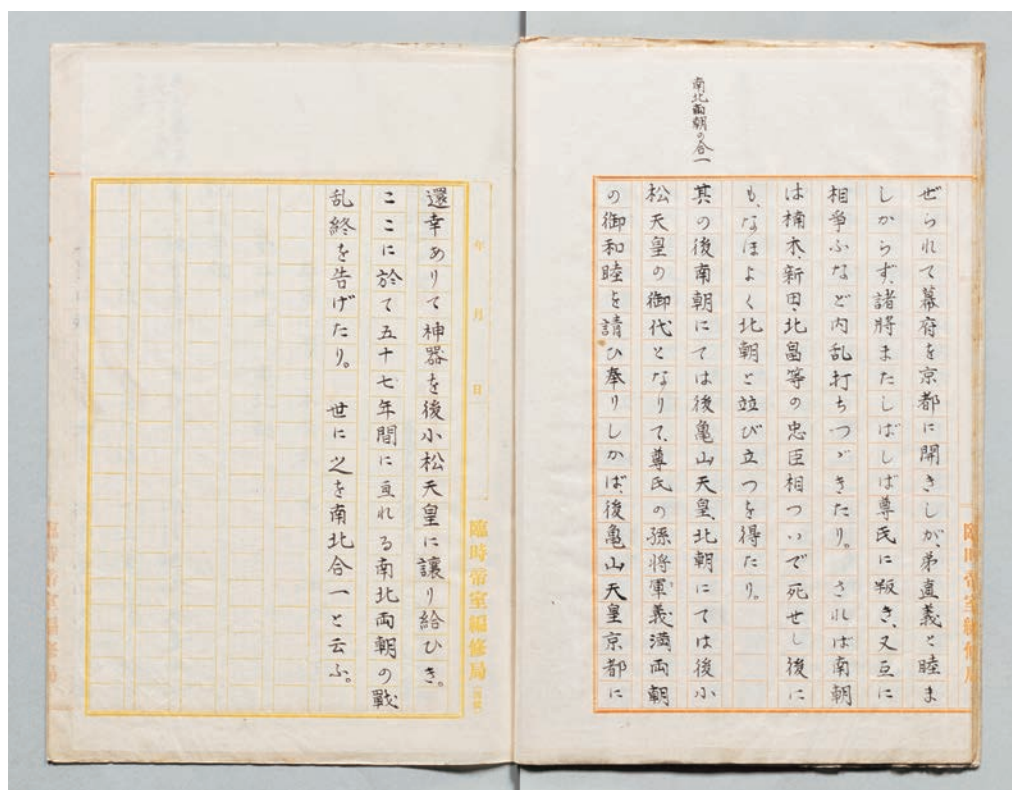 南北両朝の合一
ぜられて幕府を京都に開きしが、弟直義と睦ま
しからず、諸将またしばしば尊氏に叛き、又互に
相争ふなど内乱打ちつゞきたり。 されば南朝
は楠木、新田、北畠等の忠臣相ついで死せし後に
も、なほよく北朝と並び立つを得たり。
其の後南朝にては後亀山天皇、北朝にては後小
松天皇の御代となりて、尊氏の孫将軍義満両朝
の御和睦を請ひ奉りしかば、後亀山天皇京都に
臨時帝室編修局
年 月 日
還幸ありて神器を後小松天皇に讓り給ひき。
ここに於て五十七年間に亘れる南北両朝の戰
乱終を告げたり。 世に之を南北合一と云ふ。